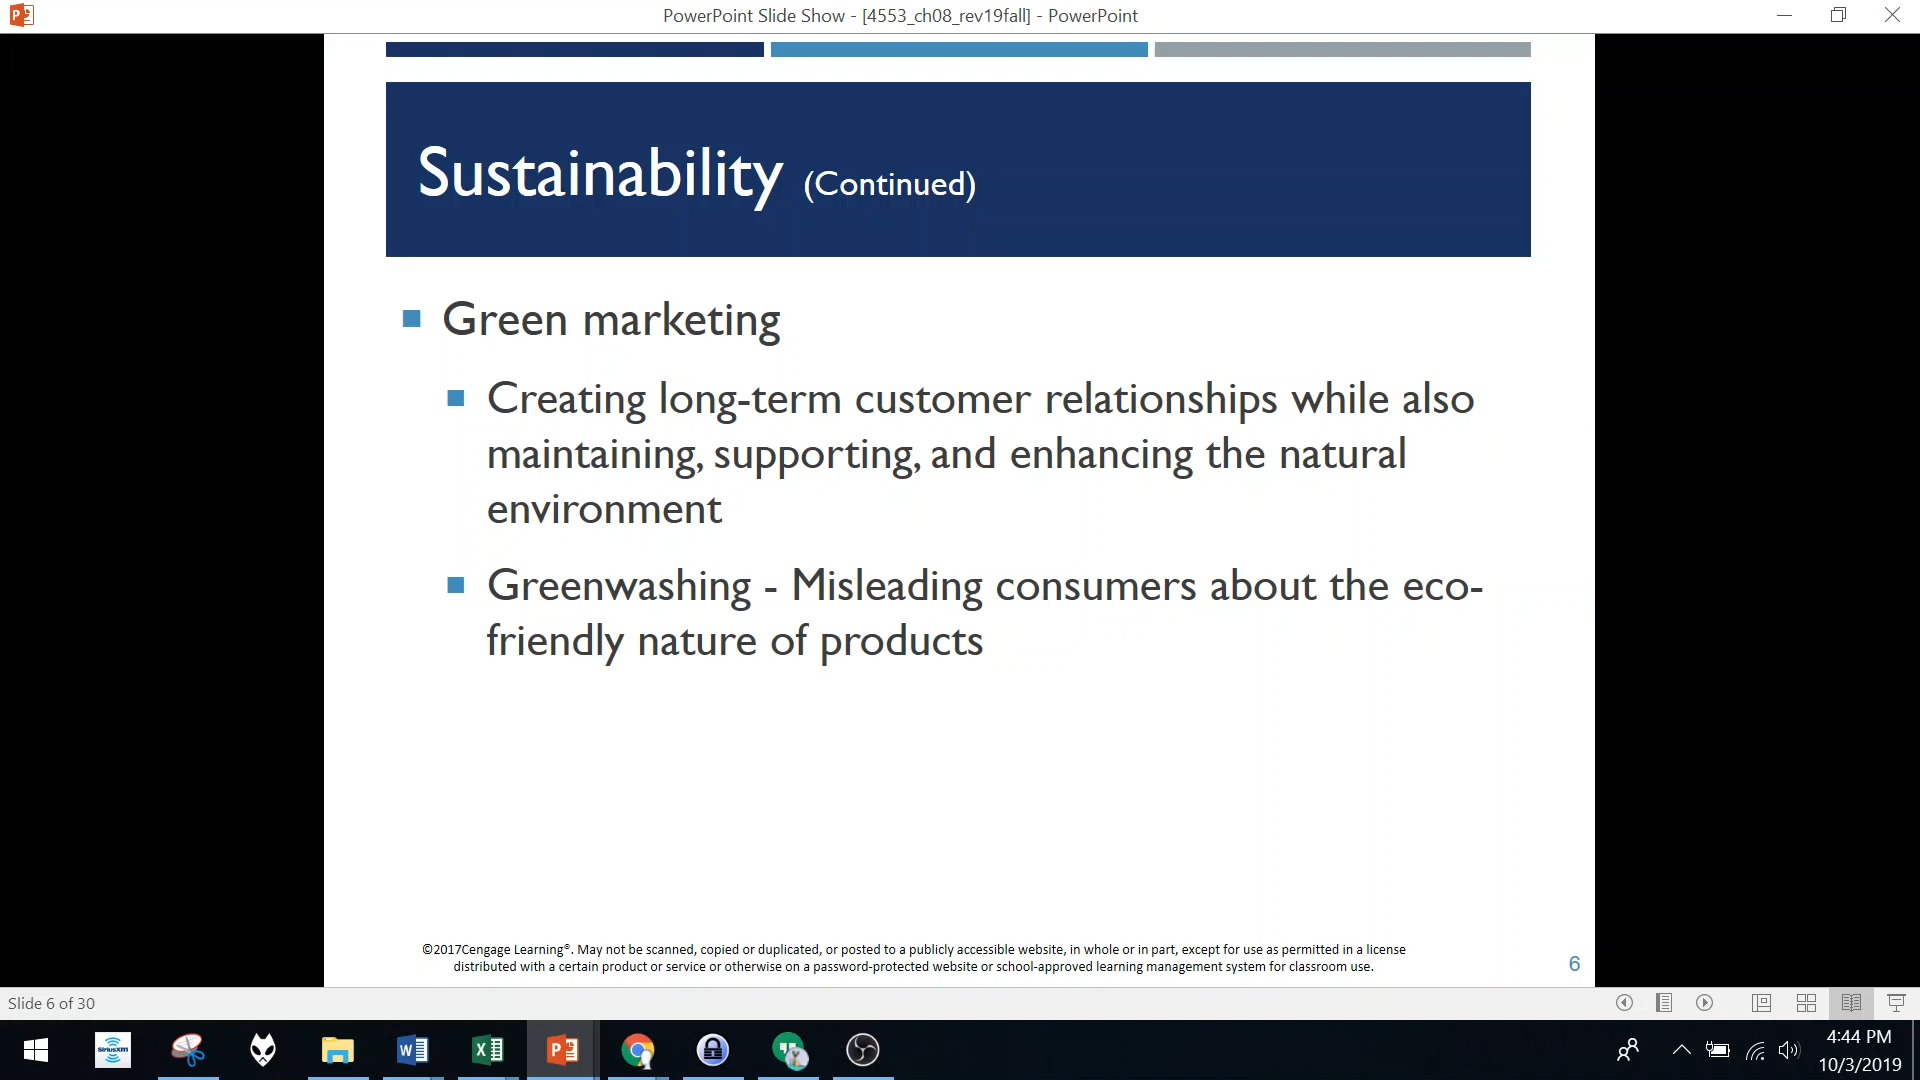 PowerPoint Slide Show - [4553_ch08_rev19fall] - PowerPoint
Sustainability (Continued)
Green marketing
Creating long-term customer relationships while also
maintaining, supporting, and enhancing the natural
environment
Greenwashing - Misleading consumers about the eco-
friendly nature of products
©2017Cengage Learning®. May not be scanned, copied or duplicated, or posted to a publicly accessible website, in whole or in part, except for use as permitted in a license
distributed with a certain product or service or otherwise on a password-protected website or school-approved learning management system for classroom use.
6
Slide 6 of 30
SiriusXM
4:44 PM
10/3/2019